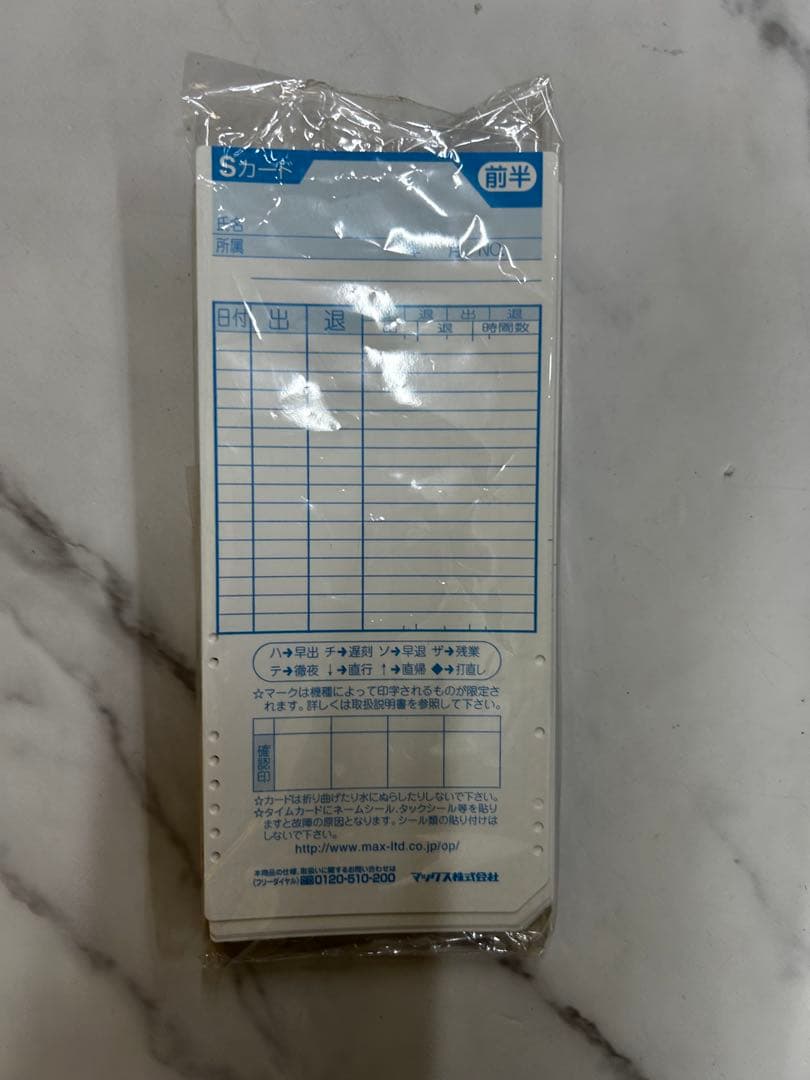 Sカード
前半
氏名
所属 年 月 NO.
日付 出 退 退 出 退
出 退 時間数
ハ→早出 チ→遅刻 ソ→早退 ザ→残業
テ→徹夜 ↓→直行 ↑→直帰 ◆→打直し
☆マークは機種によって印字されるものが限定さ
れます。詳しくは取扱説明書を参照して下さい。
確認印
☆カードは折り曲げたり水にぬらしたりしないで下さい。
☆タイムカードにネームシール、タックシール等を貼り
ますと故障の原因となります。シール類の貼り付けは
しないで下さい。
http://www.max-ltd.co.jp/op/
本商品の仕様、取扱いに関するお問い合わせは
(フリーダイヤル) 0120-510-200 マックス株式会社